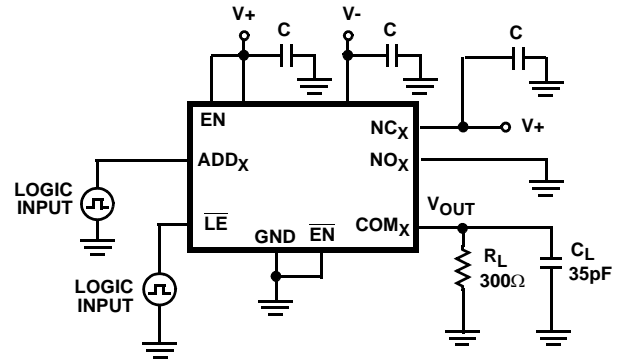 V+
C
V-
C
C
EN
NCX
V+
ADDX
NOX
LOGIC
INPUT
LE
GND
EN
COMX
VOUT
RL
300Ω
CL
35pF
LOGIC
INPUT